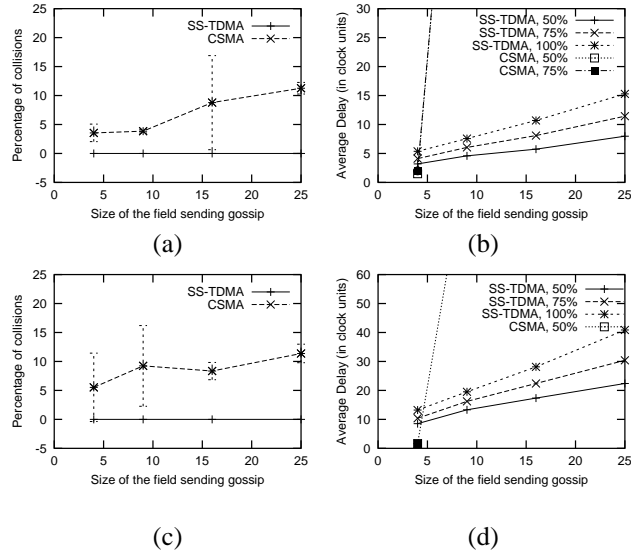 25
20
15
10
5
0
-5
Percentage of collisions
0 5 10 15 20 25
Size of the field sending gossip
SS-TDMA
CSMA
(a)
30
25
20
15
10
5
0
Average Delay (in clock units)
0 5 10 15 20 25
Size of the field sending gossip
SS-TDMA, 50%
SS-TDMA, 75%
SS-TDMA, 100%
CSMA, 50%
CSMA, 75%
(b)
25
20
15
10
5
0
-5
Percentage of collisions
0 5 10 15 20 25
Size of the field sending gossip
SS-TDMA
CSMA
(c)
60
50
40
30
20
10
0
Average Delay (in clock units)
0 5 10 15 20 25
Size of the field sending gossip
SS-TDMA, 50%
SS-TDMA, 75%
SS-TDMA, 100%
CSMA, 50%
(d)